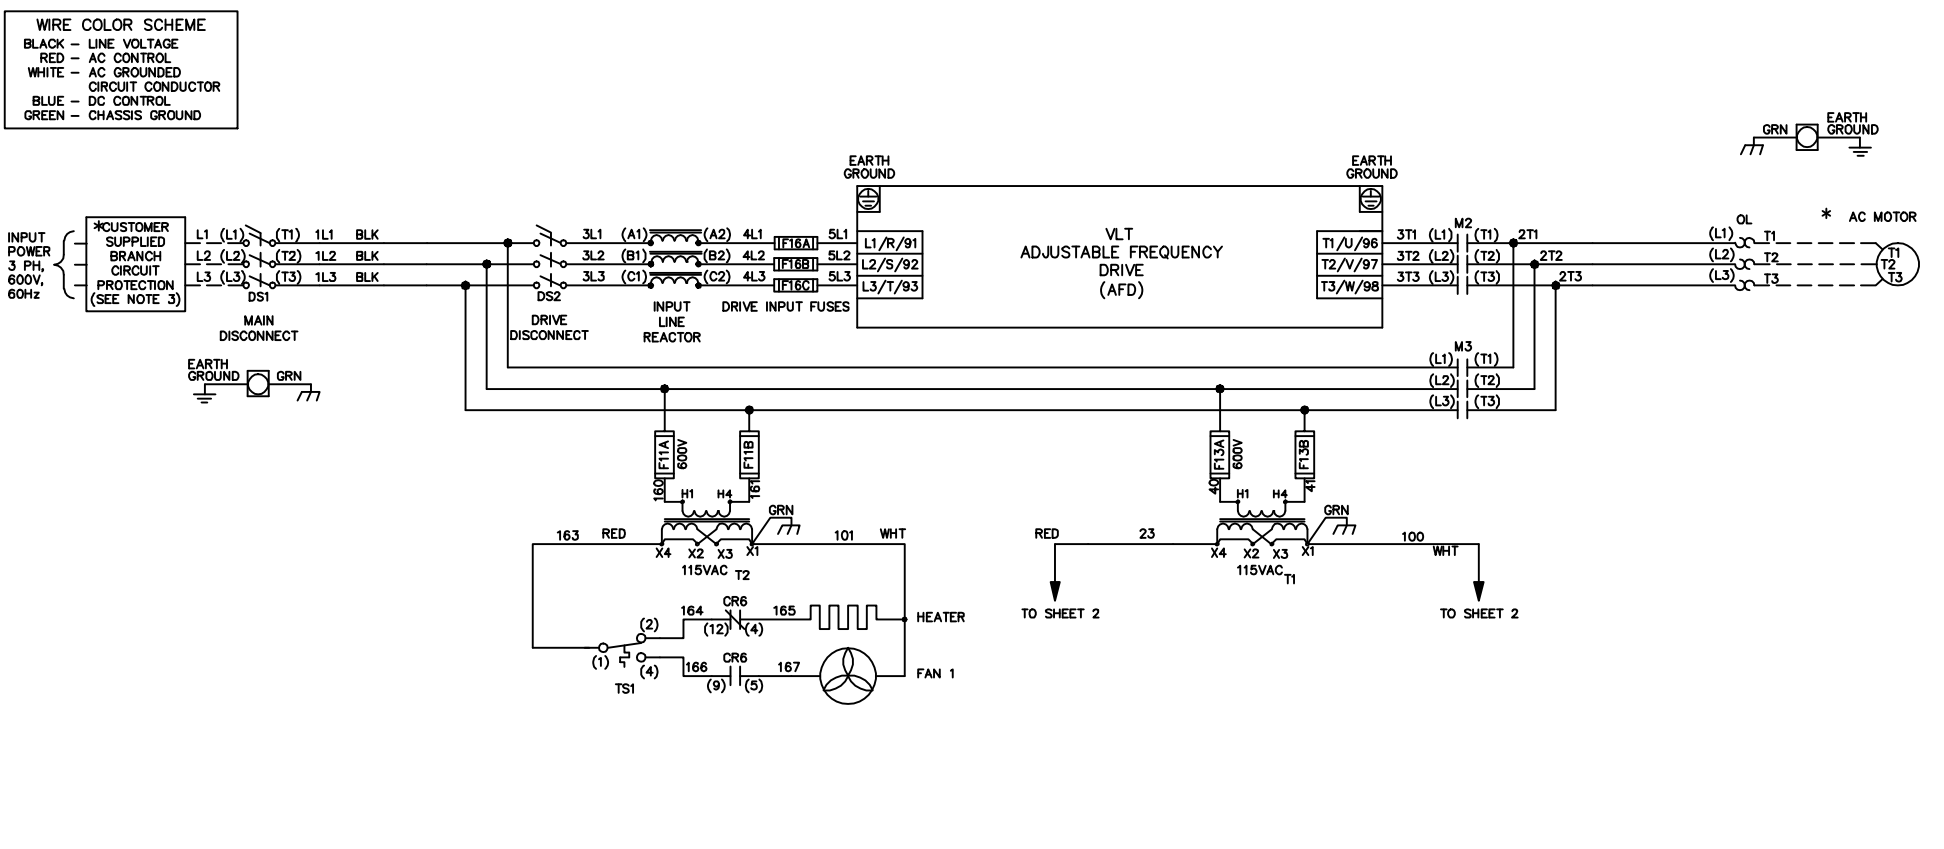 WIRE COLOR SCHEME
BLACK – LINE VOLTAGE
RED – AC CONTROL
WHITE – AC GROUNDED
CIRCUIT CONDUCTOR
BLUE – DC CONTROL
GREEN – CHASSIS GROUND
GRN
EARTH
GROUND
EARTH
GROUND
EARTH
GROUND
INPUT
POWER
3 PH,
600V,
60Hz
*CUSTOMER
SUPPLIED
BRANCH
CIRCUIT
PROTECTION
(SEE NOTE 3)
L1 (L1) (T1) 1L1 BLK
L2 (L2) (T2) 1L2 BLK
L3 (L3) (T3) 1L3 BLK
DS1
MAIN
DISCONNECT
3L1 (A1) (A2) 4L1 F16A 5L1 L1/R/91
3L2 (B1) (B2) 4L2 F16B 5L2 L2/S/92
3L3 (C1) (C2) 4L3 F16C 5L3 L3/T/93
DS2
DRIVE
DISCONNECT
INPUT
LINE
REACTOR
DRIVE INPUT FUSES
VLT
ADJUSTABLE FREQUENCY
DRIVE
(AFD)
M2
T1/U/96 3T1 (L1) (T1) 2T1
T2/V/97 3T2 (L2) (T2) 2T2
T3/W/98 3T3 (L3) (T3) 2T3
OL
(L1) T1
(L2) T2
(L3) T3
* AC MOTOR
T1
T2
T3
M3
(L1) (T1)
(L2) (T2)
(L3) (T3)
EARTH
GROUND
GRN
F11A
600V
F11B
160
161
H1 H4
GRN
163 RED
101 WHT
X4 X2 X3 X1
115VAC T2
F13A
600V
F13B
40
41
H1 H4
GRN
RED 23
100
WHT
X4 X2 X3 X1
115VAC T1
TO SHEET 2
TO SHEET 2
CR6
164 165
(12) (4)
HEATER
(2)
(1)
(4)
TS1
CR6
166 167
(9) (5)
FAN 1